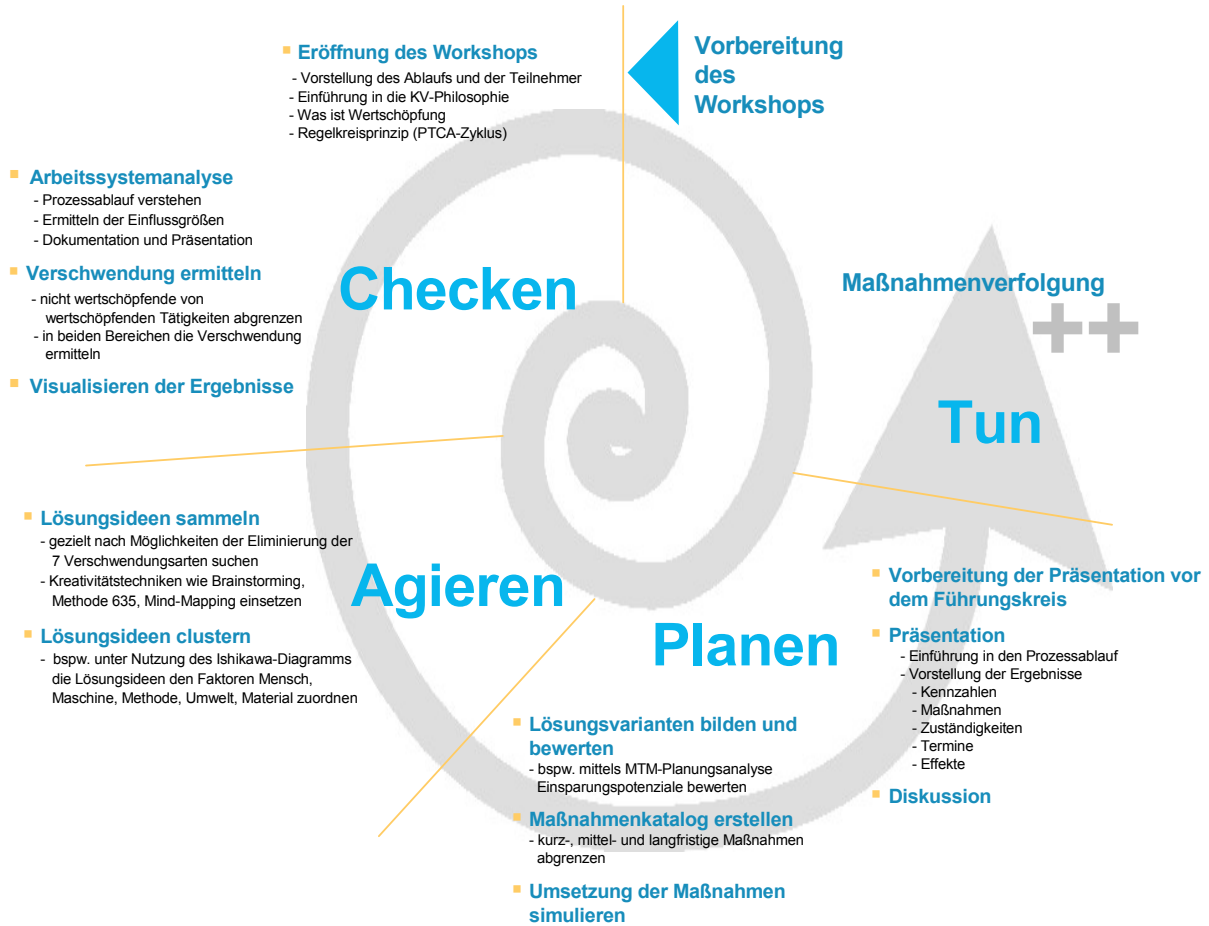 Vorbereitung
des
Workshops
▪ Eröffnung des Workshops
- Vorstellung des Ablaufs und der Teilnehmer
- Einführung in die KV-Philosophie
- Was ist Wertschöpfung
- Regelkreisprinzip (PTCA-Zyklus)
▪ Arbeitssystemanalyse
- Prozessablauf verstehen
- Ermitteln der Einflussgrößen
- Dokumentation und Präsentation
▪ Verschwendung ermitteln
- nicht wertschöpfende von
wertschöpfenden Tätigkeiten abgrenzen
- in beiden Bereichen die Verschwendung
ermitteln
▪ Visualisieren der Ergebnisse
Checken
▪ Lösungsideen sammeln
- gezielt nach Möglichkeiten der Eliminierung der
7 Verschwendungsarten suchen
- Kreativitätstechniken wie Brainstorming,
Methode 635, Mind-Mapping einsetzen
▪ Lösungsideen clustern
- bspw. unter Nutzung des Ishikawa-Diagramms
die Lösungsideen den Faktoren Mensch,
Maschine, Methode, Umwelt, Material zuordnen
Agieren
Planen
▪ Lösungsvarianten bilden und
bewerten
- bspw. mittels MTM-Planungsanalyse
Einsparungspotenziale bewerten
▪ Maßnahmenkatalog erstellen
- kurz-, mittel- und langfristige Maßnahmen
abgrenzen
▪ Umsetzung der Maßnahmen
simulieren
▪ Vorbereitung der Präsentation vor
dem Führungskreis
▪ Präsentation
- Einführung in den Prozessablauf
- Vorstellung der Ergebnisse
- Kennzahlen
- Maßnahmen
- Zuständigkeiten
- Termine
- Effekte
▪ Diskussion
Maßnahmenverfolgung
++
Tun